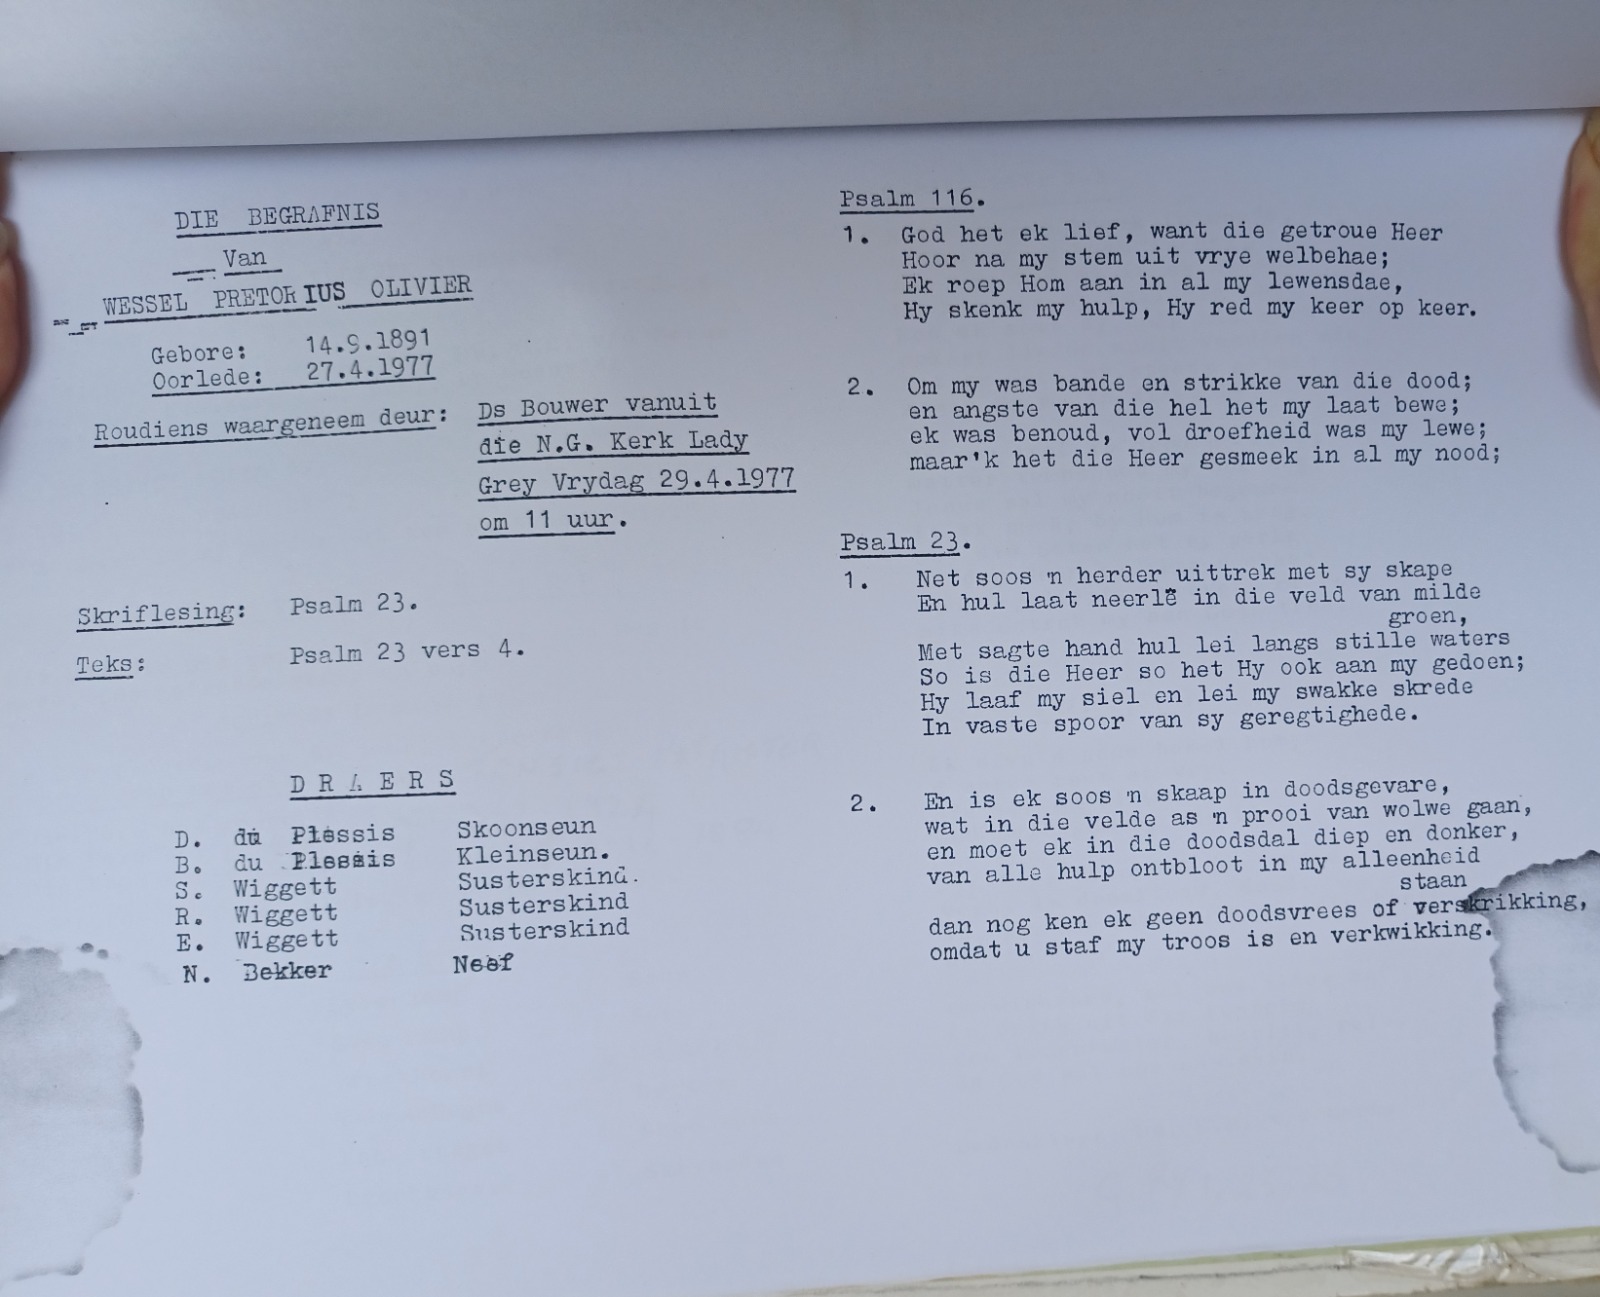 DIE BEGRAFNIS
Van
WESSEL PRETORIUS OLIVIER
Gebore: 14.9.1891
Oorlede: 27.4.1977
Roudiens waargeneem deur: Ds Bouwer vanuit
die N.G. Kerk Lady
Grey Vrydag 29.4.1977
om 11 uur.
Skriflesing: Psalm 23.
Teks: Psalm 23 vers 4.
D R A E R S
D. du Plessis Skoonseun
B. du Plessis Kleinseun.
S. Wiggett Susterskind.
R. Wiggett Susterskind
E. Wiggett Susterskind
N. Bekker Neef
Psalm 116.
1. God het ek lief, want die getroue Heer
Hoor na my stem uit vrye welbehae;
Ek roep Hom aan in al my lewensdae,
Hy skenk my hulp, Hy red my keer op keer.
2. Om my was bande en strikke van die dood;
en angste van die hel het my laat bewe;
ek was benoud, vol droefheid was my lewe;
maar'k het die Heer gesmeek in al my nood;
Psalm 23.
1. Net soos 'n herder uittrek met sy skape
En hul laat neerlê in die veld van milde
groen,
Met sagte hand hul lei langs stille waters
So is die Heer so het Hy ook aan my gedoen;
Hy laaf my siel en lei my swakke skrede
In vaste spoor van sy geregtighede.
2. En is ek soos 'n skaap in doodsgevare,
wat in die velde as 'n prooi van wolwe gaan,
en moet ek in die doodsdal diep en donker,
van alle hulp ontbloot in my alleenheid
staan
dan nog ken ek geen doodsvrees of verskrikking,
omdat u staf my troos is en verkwikking.